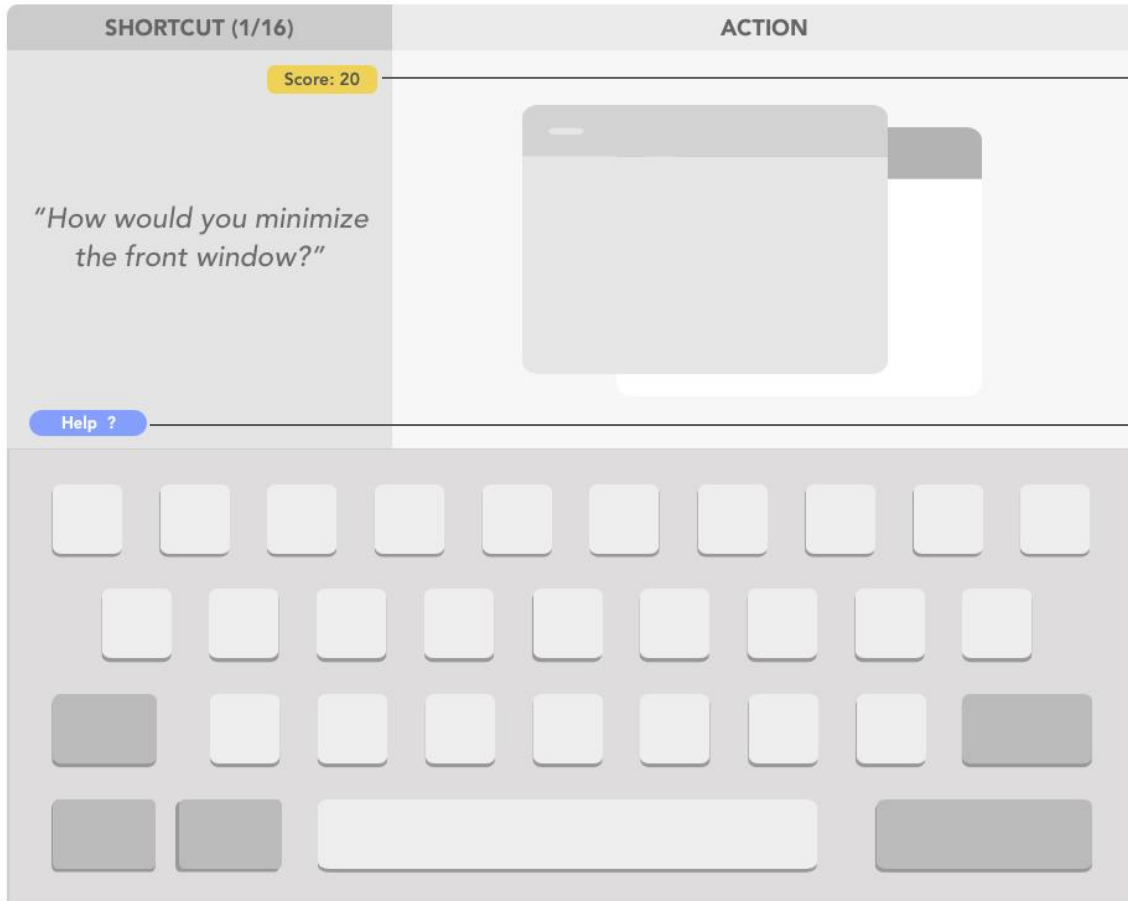 SHORTCUT (1/16)
ACTION
Score: 20
“How would you minimize
the front window?”
Help ?